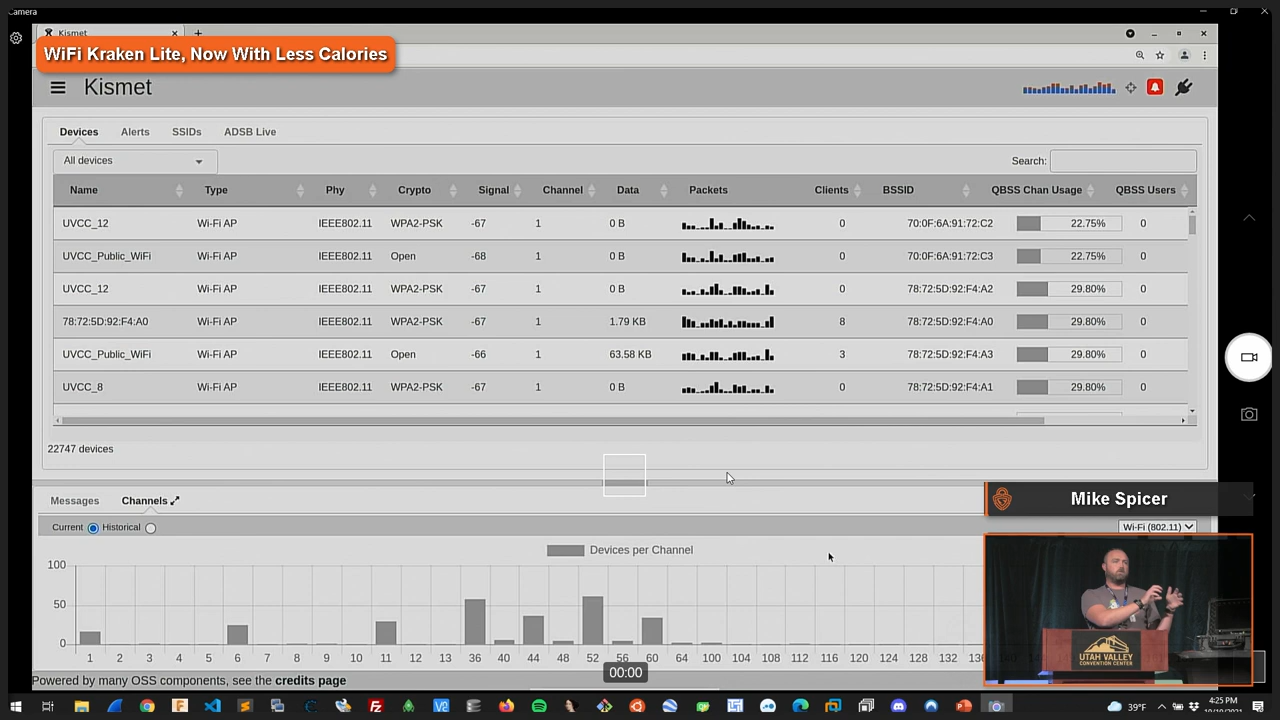 Camera
Kismet
WiFi Kraken Lite, Now With Less Calories
Kismet
Devices Alerts SSIDs ADSB Live
All devices Search:
Name Type Phy Crypto Signal Channel Data Packets Clients BSSID QBSS Chan Usage QBSS Users
UVCC_12 Wi-Fi AP IEEE802.11 WPA2-PSK -67 1 0 B 0 70:0F:6A:91:72:C2 22.75% 0
UVCC_Public_WiFi Wi-Fi AP IEEE802.11 Open -68 1 0 B 0 70:0F:6A:91:72:C3 22.75% 0
UVCC_12 Wi-Fi AP IEEE802.11 WPA2-PSK -67 1 0 B 0 78:72:5D:92:F4:A2 29.80% 0
78:72:5D:92:F4:A0 Wi-Fi AP IEEE802.11 WPA2-PSK -67 1 1.79 KB 8 78:72:5D:92:F4:A0 29.80% 0
UVCC_Public_WiFi Wi-Fi AP IEEE802.11 Open -66 1 63.58 KB 3 78:72:5D:92:F4:A3 29.80% 0
UVCC_8 Wi-Fi AP IEEE802.11 WPA2-PSK -67 1 0 B 0 78:72:5D:92:F4:A1 29.80% 0
22747 devices
Messages Channels
Mike Spicer
Current Historical Wi-Fi (802.11)
Devices per Channel
100
50
0
1 2 3 4 5 6 7 8 9 10 11 12 13 36 40 44 48 52 56 60 64 100 104 108 112 116 120 124 128 132 136
UTAH VALLEY
CONVENTION CENTER
00:00
Powered by many OSS components, see the credits page
39°F 4:25 PM